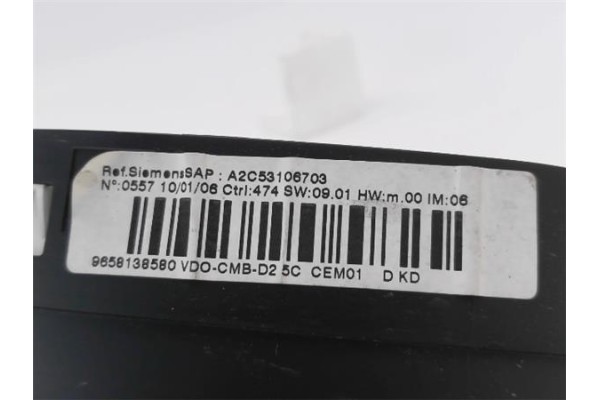 Ref.SiemensSAP : A2C53106703
N°:0557 10/01/06 Ctrl:474 SW:09.01 HW:m.00 IM:06
9658138580 VDO-CMB-D2 5C CEM01 D KD